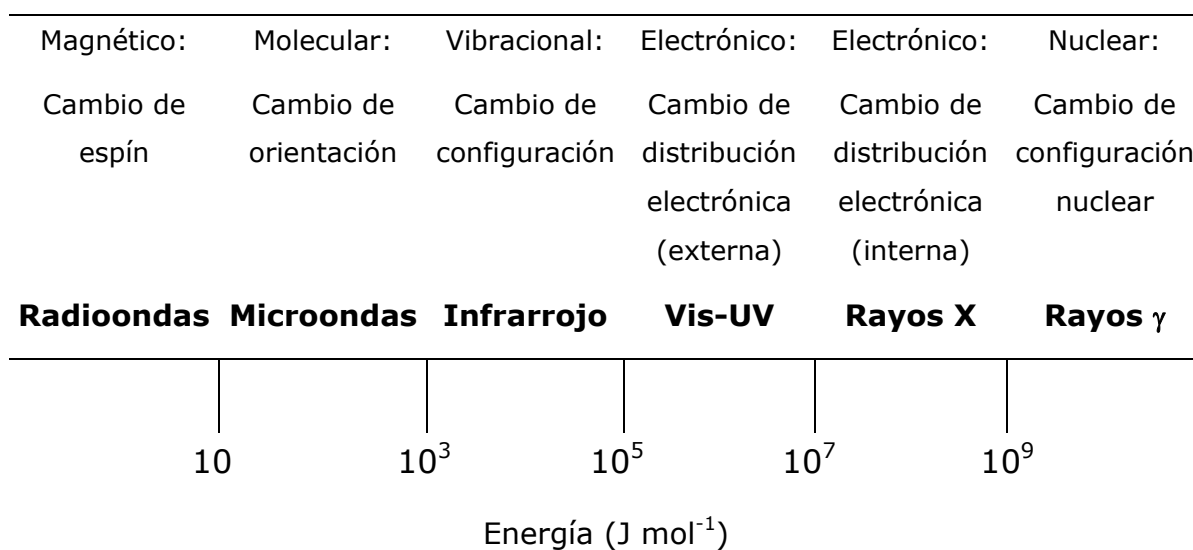 Magnético: Molecular: Vibracional: Electrónico: Electrónico: Nuclear:
Cambio de Cambio de Cambio de Cambio de Cambio de Cambio de
espín orientación configuración distribución distribución configuración
electrónica electrónica nuclear
(externa) (interna)
Radioondas Microondas Infrarrojo Vis-UV Rayos X Rayos γ
10 10³ 10⁵ 10⁷ 10⁹
Energía (J mol⁻¹)